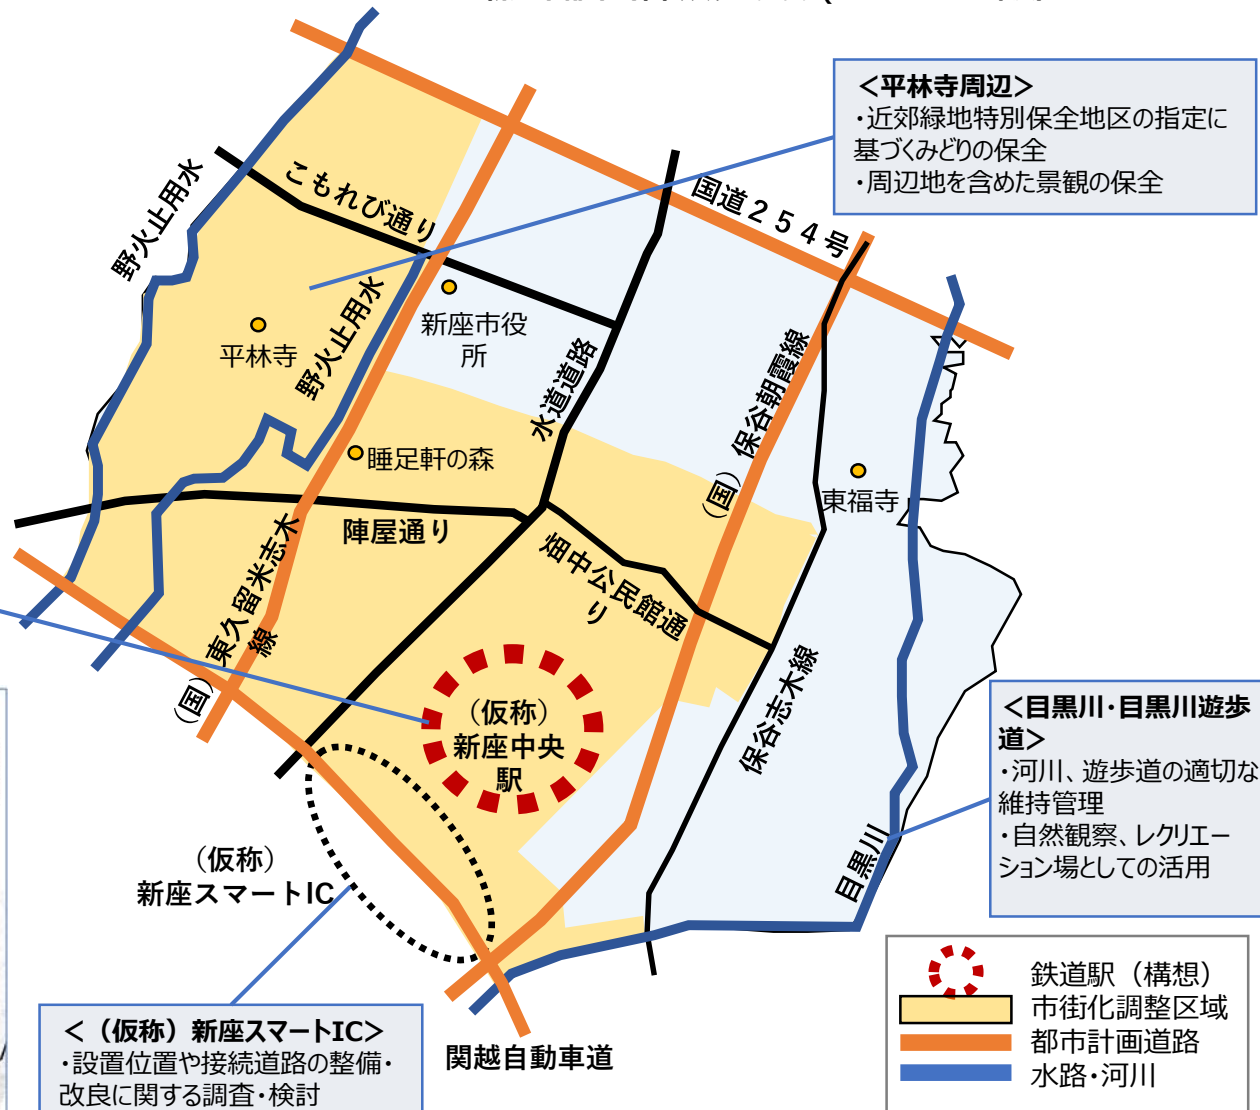 ＜平林寺周辺＞
・近郊緑地特別保全地区の指定に
基づくみどりの保全
・周辺地を含めた景観の保全
国道２５４号
こもれび通り
野火止用水
野火止用水
新座市役
所
平林寺
水道道路
（国）保谷朝霞線
睡足軒の森
東福寺
陣屋通り
畑中公民館通
り
（国）東久留米志木
線
（仮称）
新座中央
駅
保谷志木線
＜目黒川・目黒川遊歩
道＞
・河川、遊歩道の適切な
維持管理
・自然観察、レクリエー
ション場としての活用
目黒川
（仮称）
新座スマートIC
＜（仮称）新座スマートIC＞
・設置位置や接続道路の整備・
改良に関する調査・検討
関越自動車道
鉄道駅（構想）
市街化調整区域
都市計画道路
水路・河川